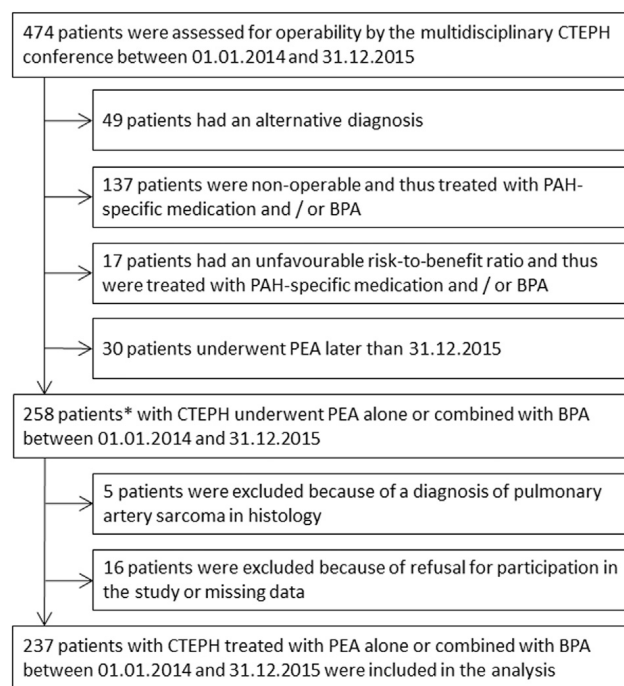 474 patients were assessed for operability by the multidisciplinary CTEPH
conference between 01.01.2014 and 31.12.2015
49 patients had an alternative diagnosis
137 patients were non-operable and thus treated with PAH-
specific medication and / or BPA
17 patients had an unfavourable risk-to-benefit ratio and thus
were treated with PAH-specific medication and / or BPA
30 patients underwent PEA later than 31.12.2015
258 patients* with CTEPH underwent PEA alone or combined with BPA
between 01.01.2014 and 31.12.2015
5 patients were excluded because of a diagnosis of pulmonary
artery sarcoma in histology
16 patients were excluded because of refusal for participation in
the study or missing data
237 patients with CTEPH treated with PEA alone or combined with BPA
between 01.01.2014 and 31.12.2015 were included in the analysis